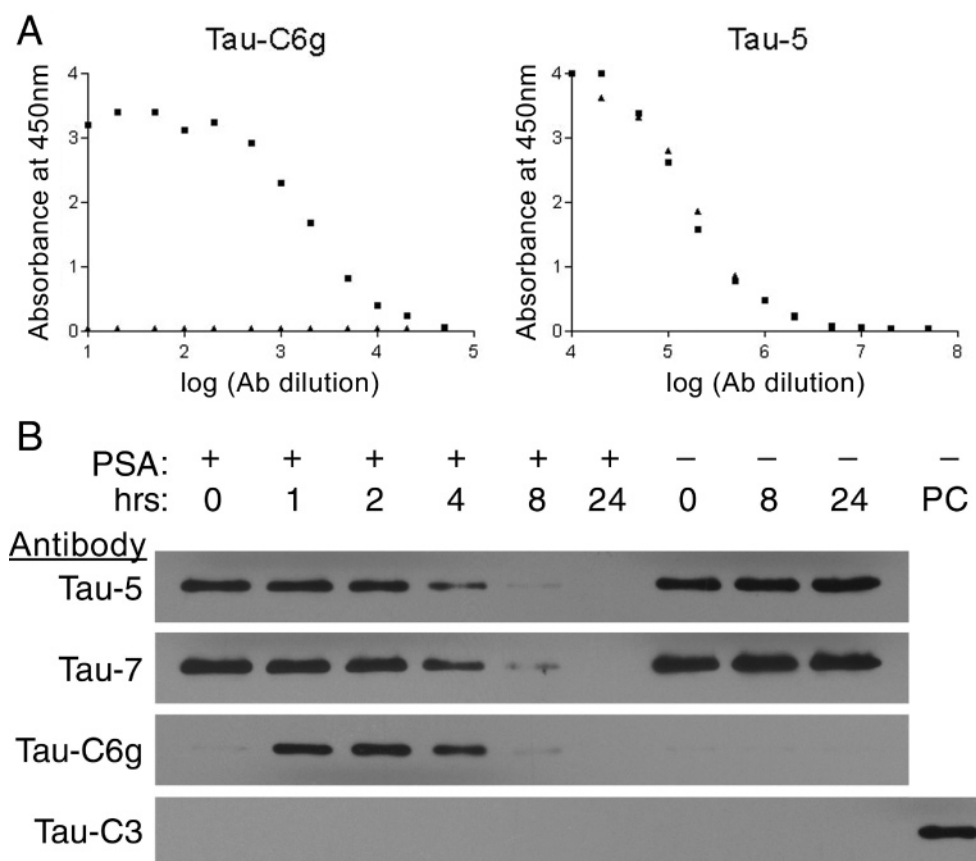 A
Tau-C6g
Tau-5
Absorbance at 450nm
4
3
2
1
0
1 2 3 4 5
log (Ab dilution)
Absorbance at 450nm
4
3
2
1
0
4 5 6 7 8
log (Ab dilution)
B
PSA: + + + + + + – – – –
hrs: 0 1 2 4 8 24 0 8 24 PC
Antibody
Tau-5
Tau-7
Tau-C6g
Tau-C3